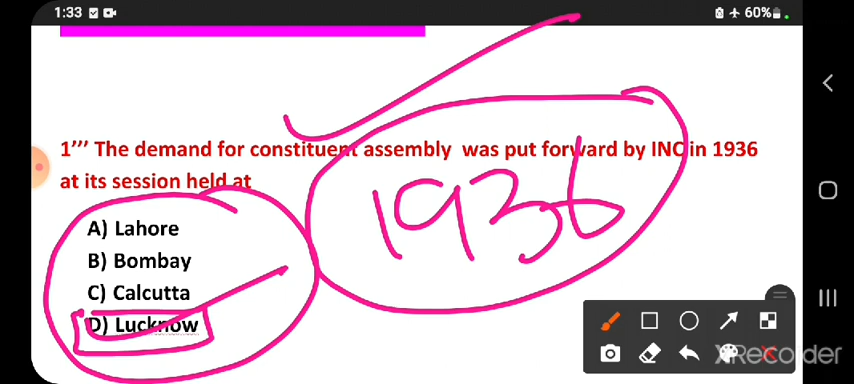 1:33
60%
1’’’ The demand for constituent assembly was put forward by INC in 1936
at its session held at
1936
A) Lahore
B) Bombay
C) Calcutta
D) Lucknow
XRecorder